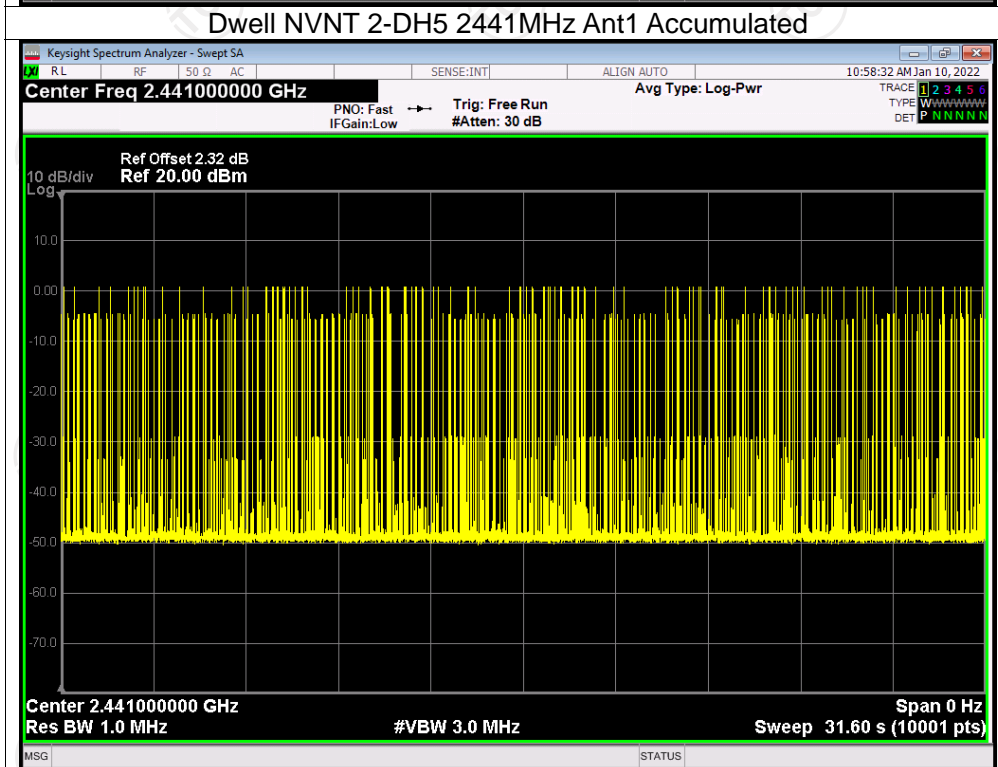 Dwell NVNT 2-DH5 2441MHz Ant1 Accumulated
Keysight Spectrum Analyzer - Swept SA
LXI RL RF 50 Ω AC SENSE:INT ALIGN AUTO 10:58:32 AM Jan 10, 2022
Center Freq 2.441000000 GHz Avg Type: Log-Pwr TRACE 1 2 3 4 5 6
PNO: Fast Trig: Free Run TYPE WWWWWW
IFGain:Low #Atten: 30 dB DET P N N N N N
Ref Offset 2.32 dB
10 dB/div Ref 20.00 dBm
Log
10.0
0.00
-10.0
-20.0
-30.0
-40.0
-50.0
-60.0
-70.0
Center 2.441000000 GHz Span 0 Hz
Res BW 1.0 MHz #VBW 3.0 MHz Sweep 31.60 s (10001 pts)
MSG STATUS